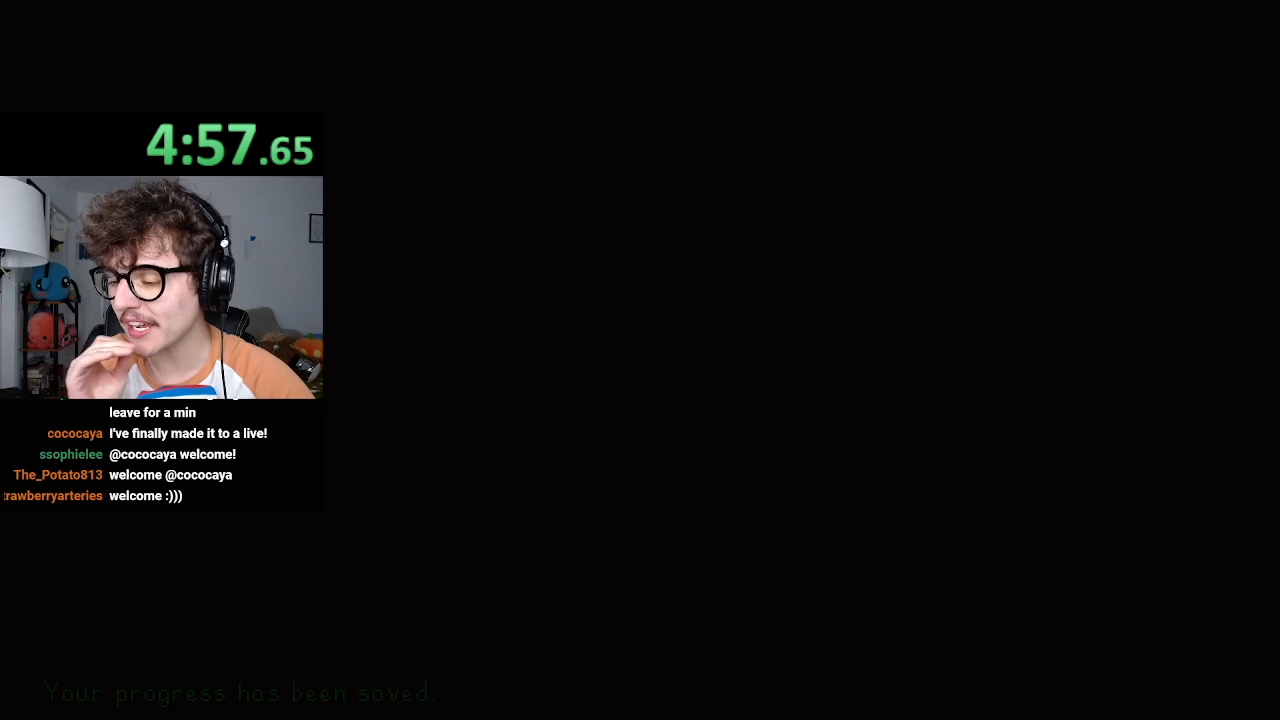 4:57.65
leave for a min
cococaya I've finally made it to a live!
ssophielee @cococaya welcome!
The_Potato813 welcome @cococaya
rawberryarteries welcome :)))
Your progress has been saved.